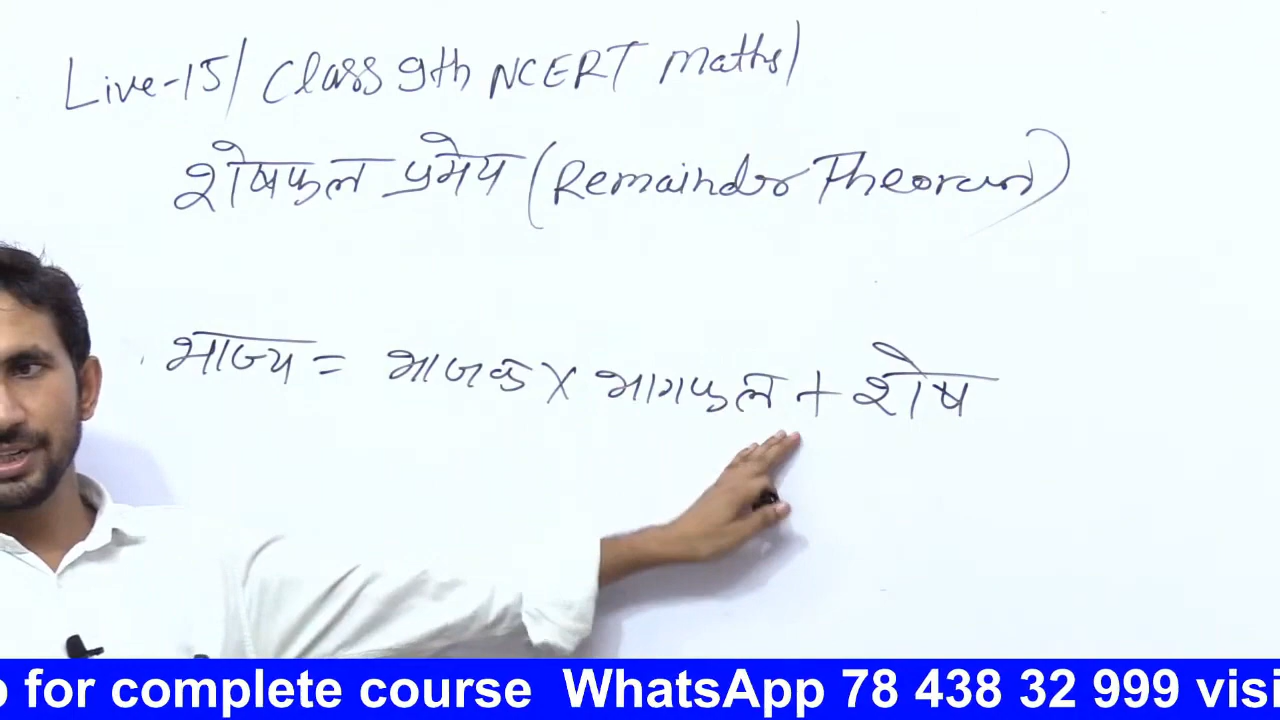 Live-15/ Class 9th NCERT Maths/
शेषफल प्रमेय (Remainder Theorem)
भाज्य = भाजक × भागफल + शेष
p for complete course WhatsApp 78 438 32 999 visi